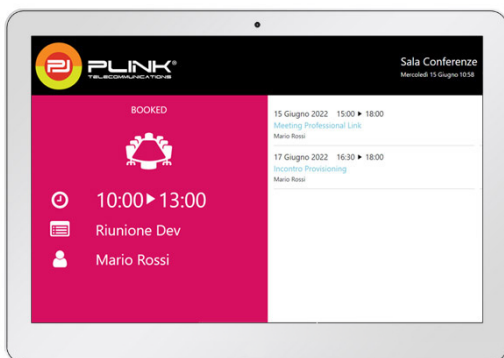 PLINK®
TELECOMMUNICATIONS
Sala Conferenze
Mercoledì 15 Giugno 10:58
BOOKED
10:00▶13:00
Riunione Dev
Mario Rossi
15 Giugno 2022 15:00 ▶ 18:00
Meeting Professional Link
Mario Rossi
17 Giugno 2022 16:30 ▶ 18:00
Incontro Provisioning
Mario Rossi